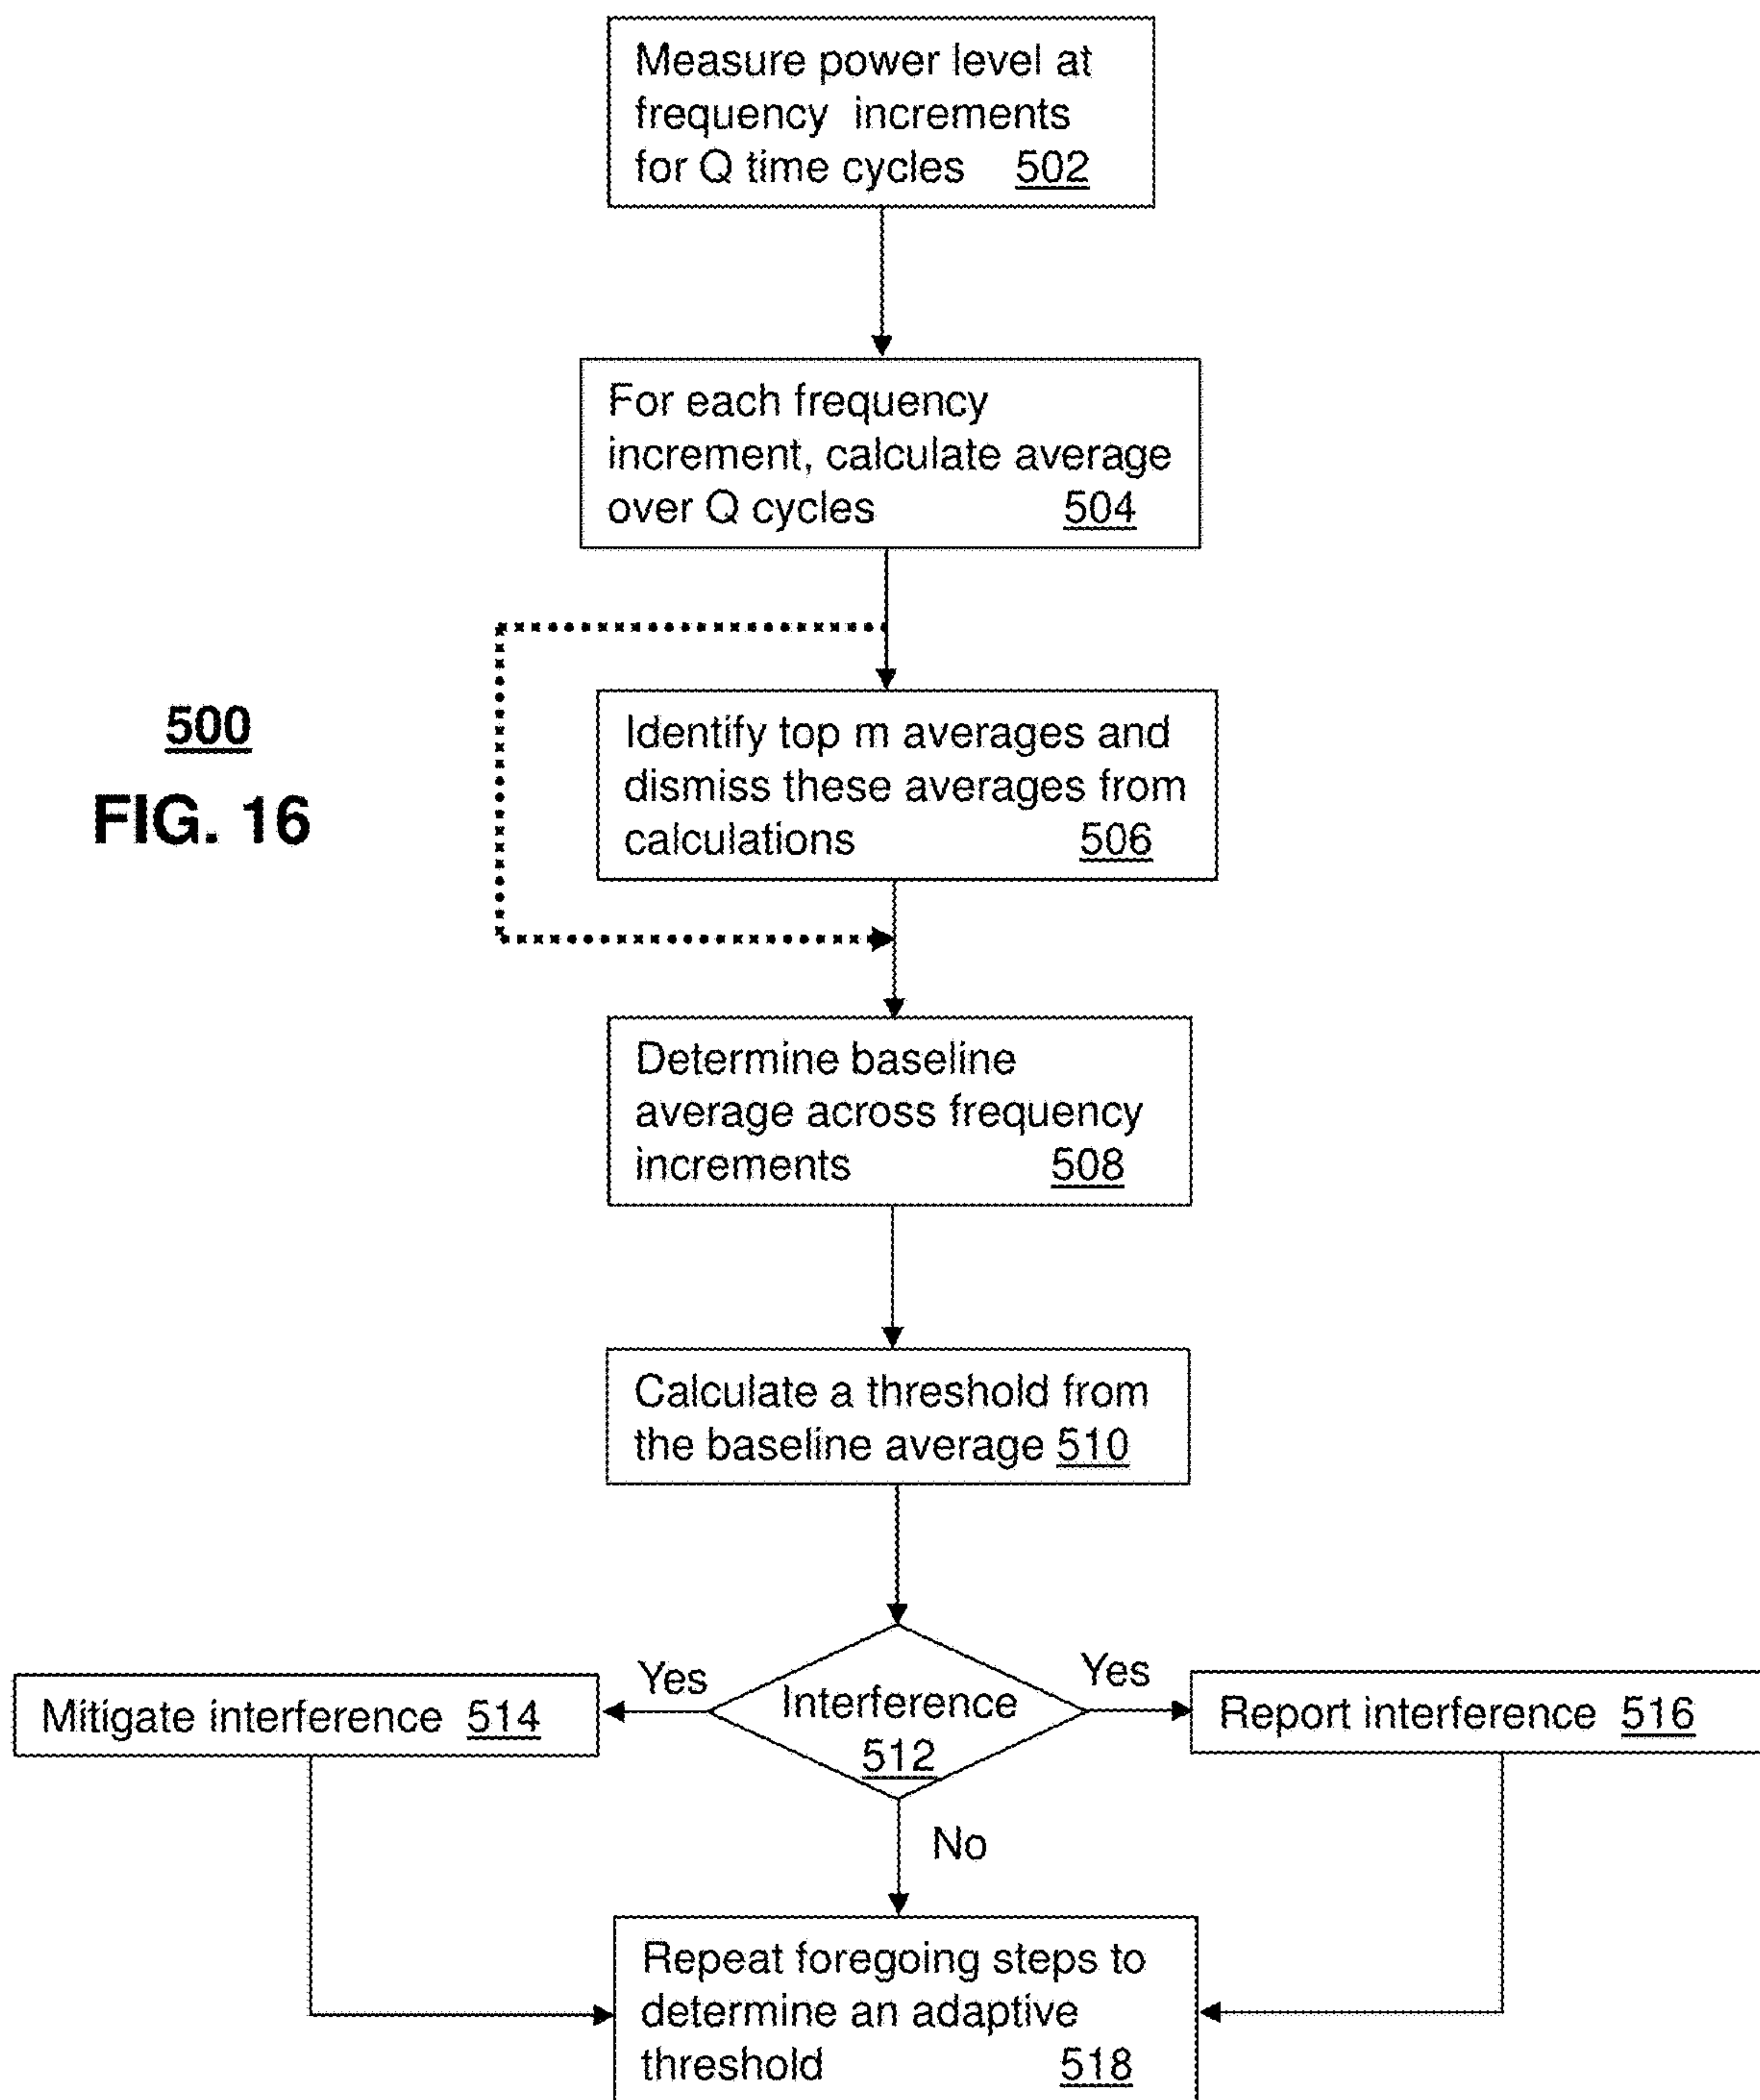 Measure power level at
frequency increments
for Q time cycles 502
For each frequency
increment, calculate average
over Q cycles 504
500
FIG. 16
Identify top m averages and
dismiss these averages from
calculations 506
Determine baseline
average across frequency
increments 508
Calculate a threshold from
the baseline average 510
Yes
Yes
Mitigate interference 514
Interference
512
Report interference 516
No
Repeat foregoing steps to
determine an adaptive
threshold 518